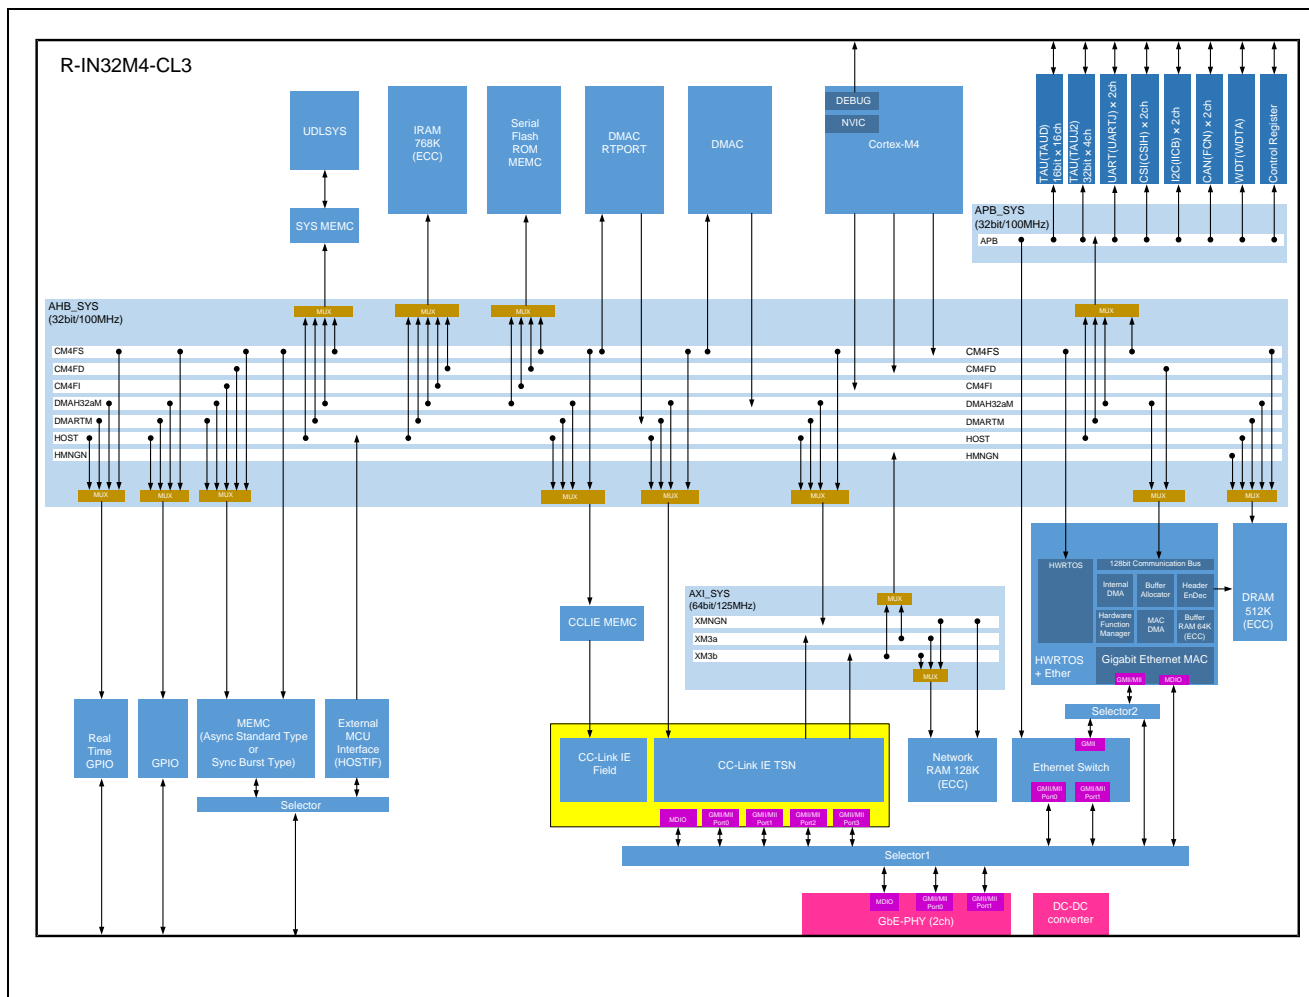 R-IN32M4-CL3
UDLSYS
SYS MEMC
IRAM
768K
(ECC)
Serial
Flash
ROM
MEMC
DMAC
RTPORT
DMAC
DEBUG
NVIC
Cortex-M4
TAU(TAUD)
16bit × 16ch
TAU(TAUJ2)
32bit × 4ch
UART(UARTJ) × 2ch
CSI(CSIH) × 2ch
I2C(IICB) × 2ch
CAN(FCN) × 2ch
WDT(WDTA)
Control Register
APB_SYS
(32bit/100MHz)
APB
AHB_SYS
(32bit/100MHz)
MUX
MUX
MUX
MUX
CM4FS
CM4FD
CM4FI
DMAH32aM
DMARTM
HOST
HMNGN
CM4FS
CM4FD
CM4FI
DMAH32aM
DMARTM
HOST
HMNGN
MUX
MUX
MUX
MUX
MUX
MUX
MUX
MUX
HWRTOS
128bit Communication Bus
Internal
DMA
Buffer
Allocator
Header
EnDec
Hardware
Function
Manager
MAC
DMA
Buffer
RAM 64K
(ECC)
HWRTOS
+ Ether
Gigabit Ethernet MAC
GMII/MII
MDIO
DRAM
512K
(ECC)
CCLIE MEMC
AXI_SYS
(64bit/125MHz)
MUX
XMNGN
XM3a
XM3b
MUX
Real
Time
GPIO
GPIO
MEMC
(Async Standard Type
or
Sync Burst Type)
External
MCU
Interface
(HOSTIF)
Selector
CC-Link IE
Field
CC-Link IE TSN
MDIO
GMII/MII
Port0
GMII/MII
Port1
GMII/MII
Port2
GMII/MII
Port3
Network
RAM 128K
(ECC)
Selector2
GMII
Ethernet Switch
GMII/MII
Port0
GMII/MII
Port1
Selector1
MDIO
GMII/MII
Port0
GMII/MII
Port1
GbE-PHY (2ch)
DC-DC
converter